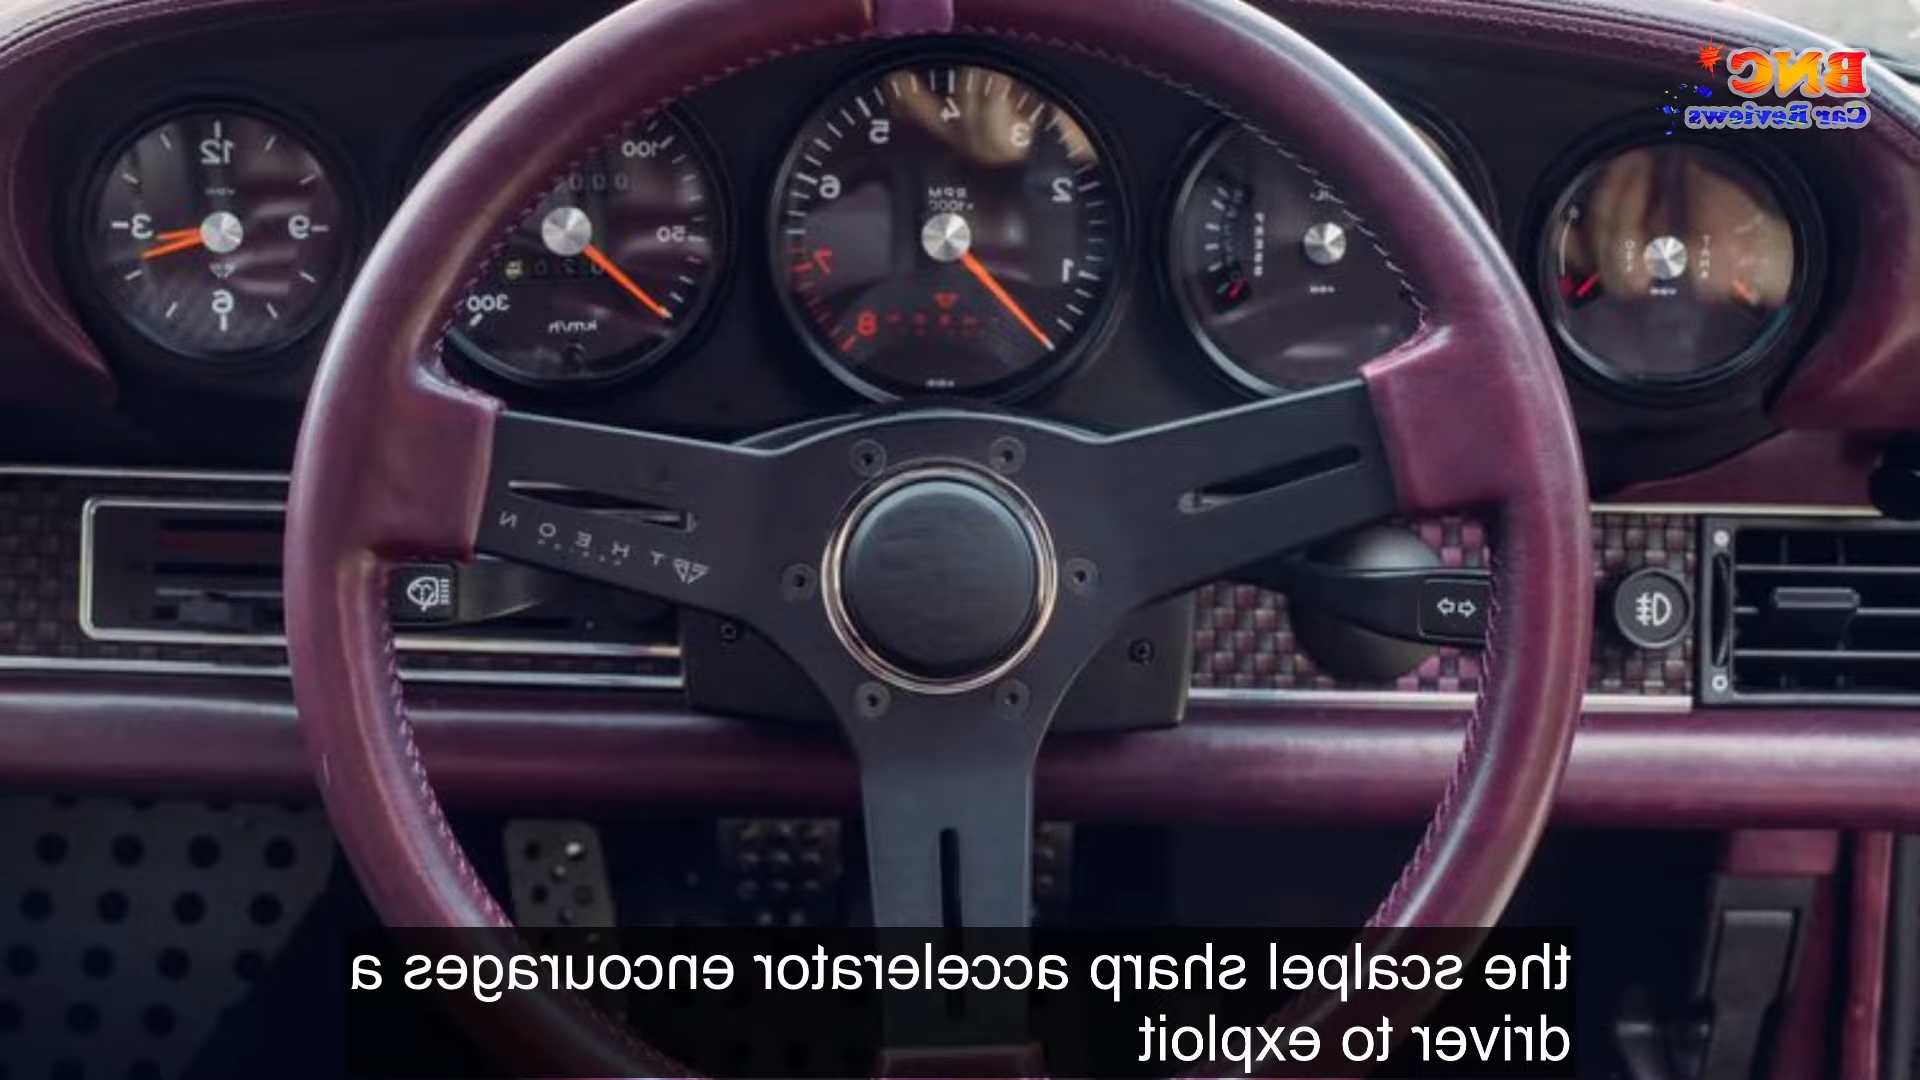 BNC
Car Reviews
12
9
3
6
100
50
300
km/h
1
2
3
4
5
6
7
8
RPM
x1000
THEON
the scalpel sharp accelerator encourages a
driver to exploit